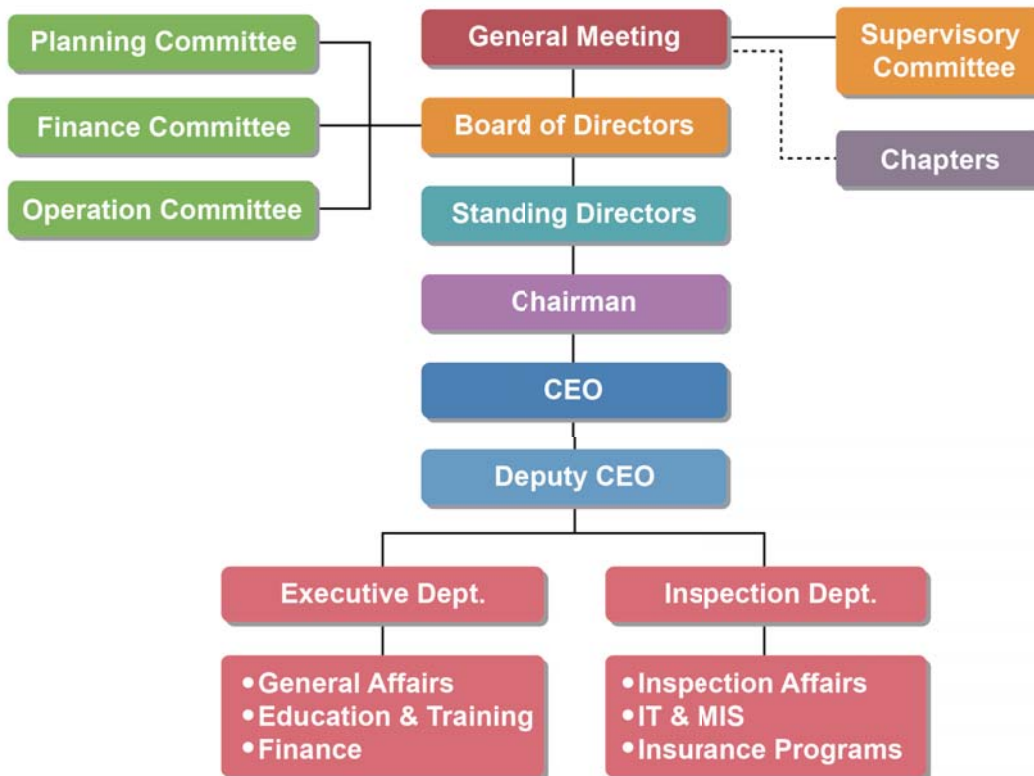 Planning Committee
General Meeting
Supervisory
Committee
Finance Committee
Board of Directors
Chapters
Operation Committee
Standing Directors
Chairman
CEO
Deputy CEO
Executive Dept.
Inspection Dept.
•General Affairs
•Education & Training
•Finance
•Inspection Affairs
•IT & MIS
•Insurance Programs